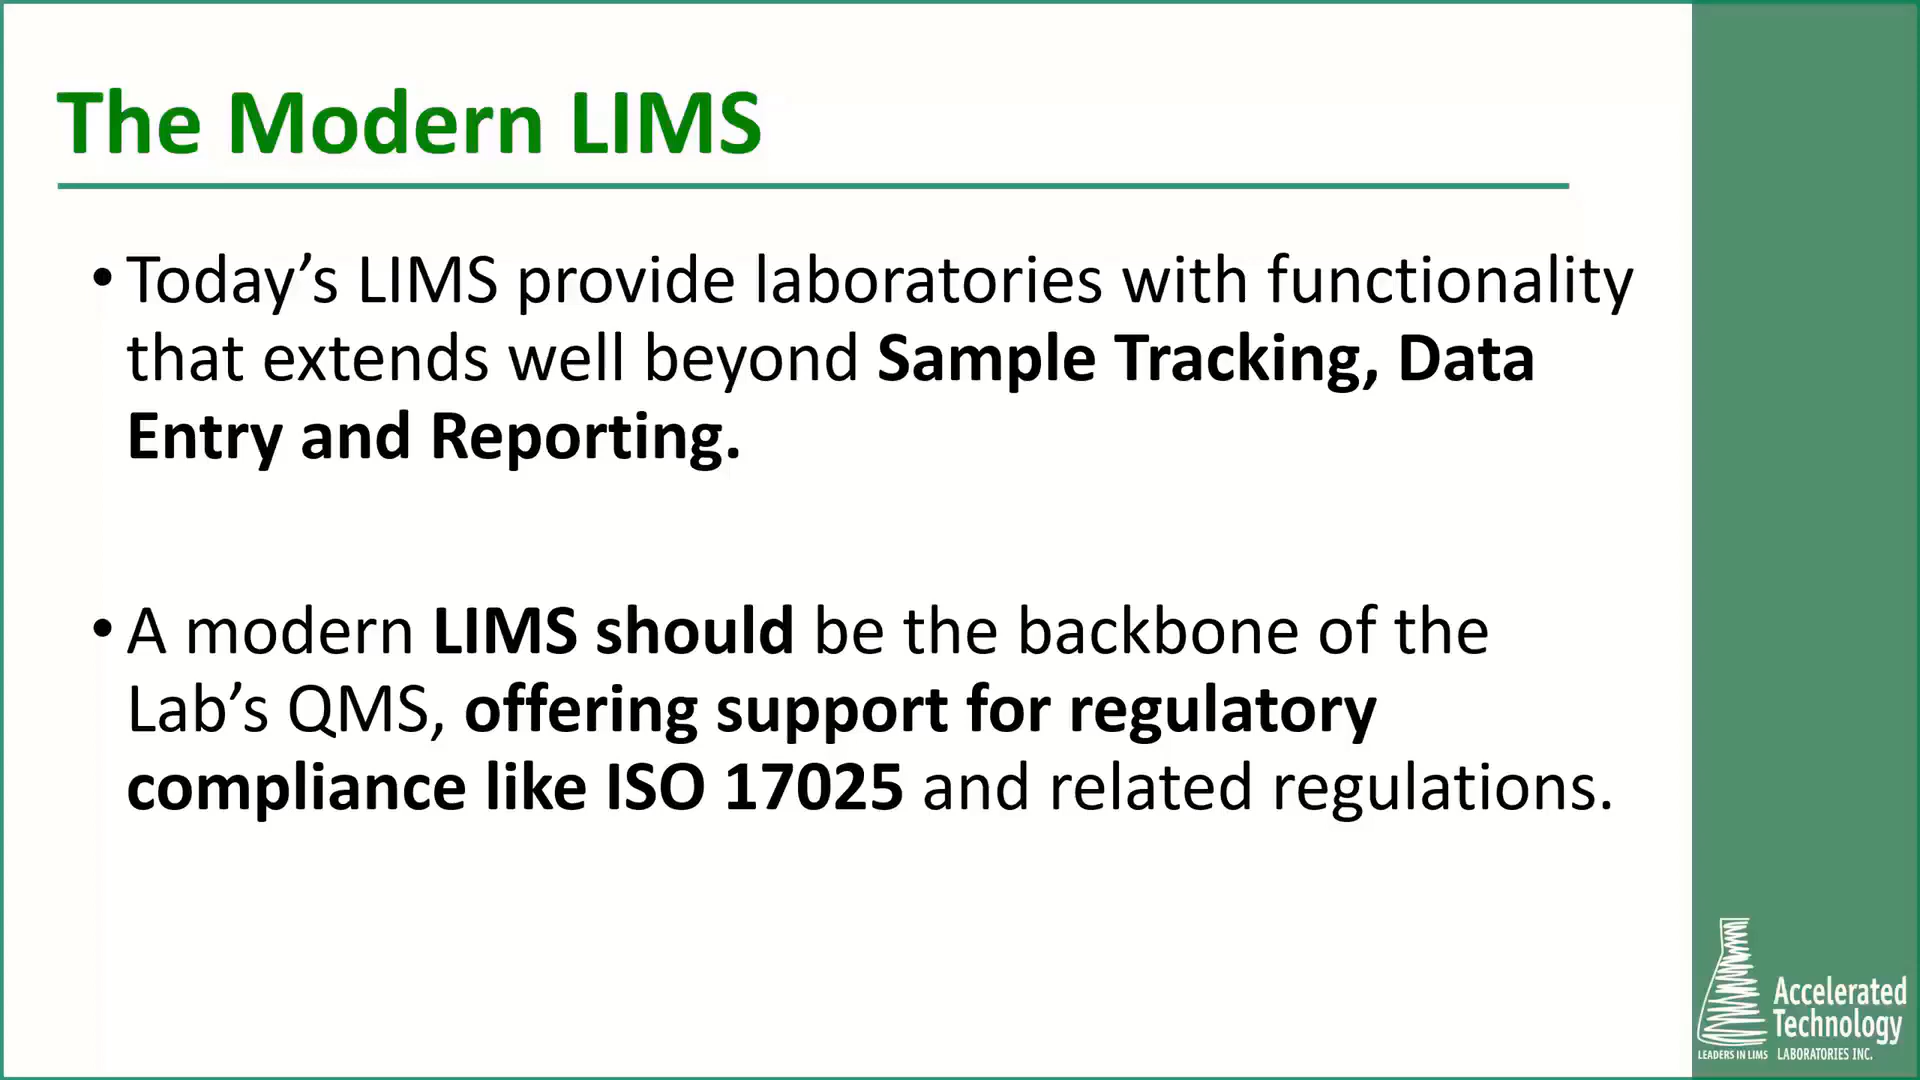 The Modern LIMS
• Today’s LIMS provide laboratories with functionality
that extends well beyond Sample Tracking, Data
Entry and Reporting.
• A modern LIMS should be the backbone of the
Lab’s QMS, offering support for regulatory
compliance like ISO 17025 and related regulations.
Accelerated
Technology
LEADERS IN LIMS LABORATORIES INC.